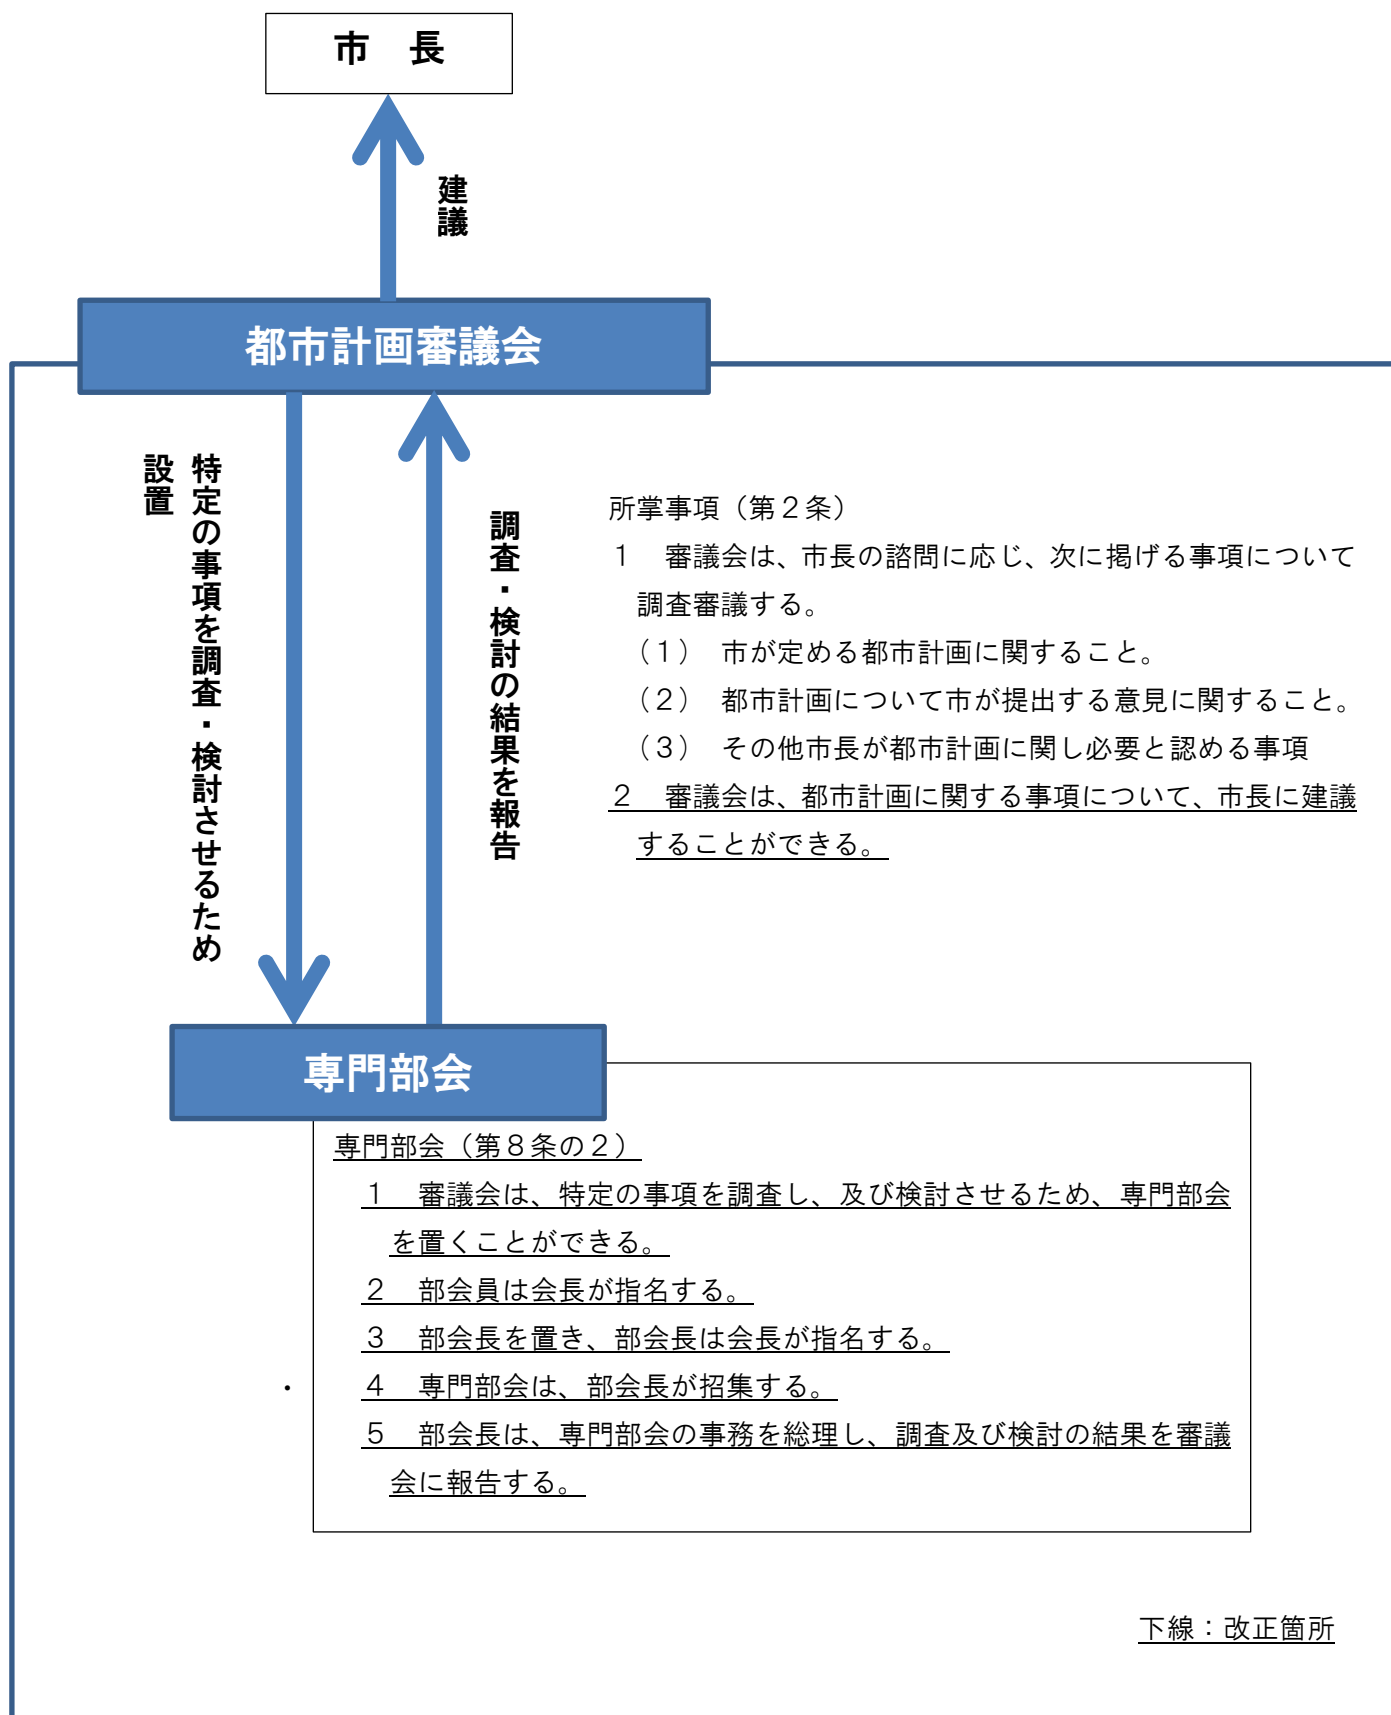 市　長
建議
都市計画審議会
特定の事項を調査・検討させるため
設置
調査・検討の結果を報告
所掌事項（第２条）
１　審議会は、市長の諮問に応じ、次に掲げる事項について
調査審議する。
（１）　市が定める都市計画に関すること。
（２）　都市計画について市が提出する意見に関すること。
（３）　その他市長が都市計画に関し必要と認める事項
２　審議会は、都市計画に関する事項について、市長に建議
することができる。
専門部会
専門部会（第８条の２）
１　審議会は、特定の事項を調査し、及び検討させるため、専門部会
を置くことができる。
２　部会員は会長が指名する。
３　部会長を置き、部会長は会長が指名する。
・
４　専門部会は、部会長が招集する。
５　部会長は、専門部会の事務を総理し、調査及び検討の結果を審議
会に報告する。
下線：改正箇所